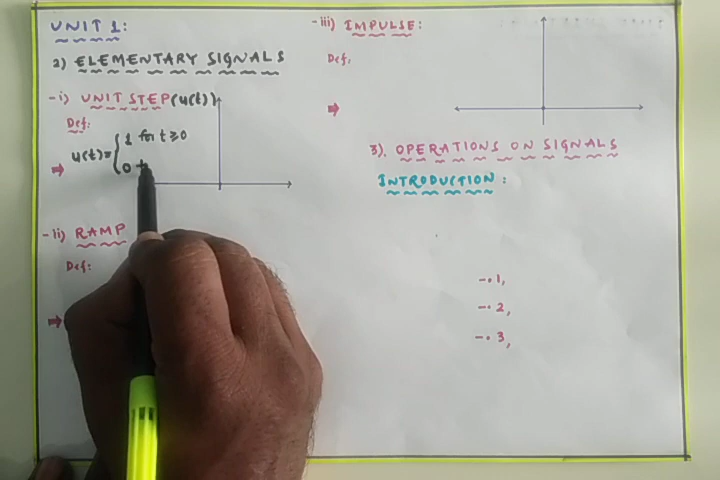 UNIT 1:
2) ELEMENTARY SIGNALS
-i) UNIT STEP(u(t))
Def:
⇒ u(t)= { 1 for t≥0
0
-ii) RAMP
Def:
⇒
-iii) IMPULSE:
Def:
⇒
3). OPERATIONS ON SIGNALS
INTRODUCTION:
-. 1,
-. 2,
-. 3,